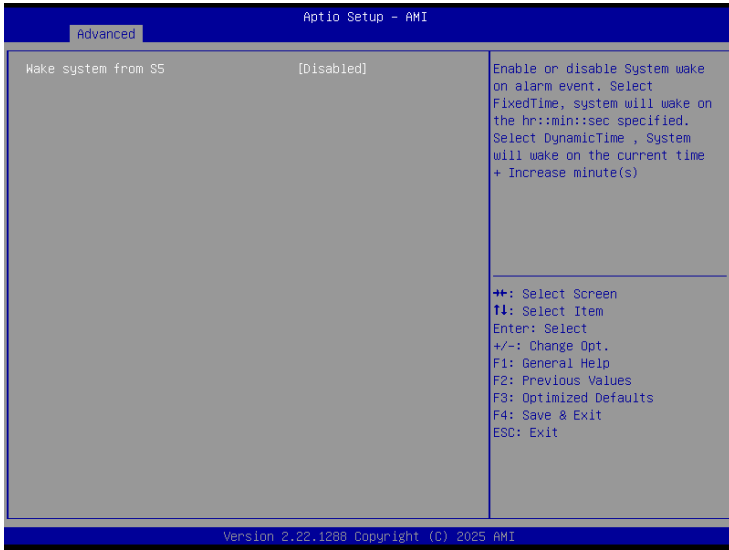 Aptio Setup - AMI
Advanced
Wake system from S5 [Disabled]
Enable or disable System wake
on alarm event. Select
FixedTime, system will wake on
the hr::min::sec specified.
Select DynamicTime , System
will wake on the current time
+ Increase minute(s)
→←: Select Screen
↑↓: Select Item
Enter: Select
+/-: Change Opt.
F1: General Help
F2: Previous Values
F3: Optimized Defaults
F4: Save & Exit
ESC: Exit
Version 2.22.1288 Copyright (C) 2025 AMI